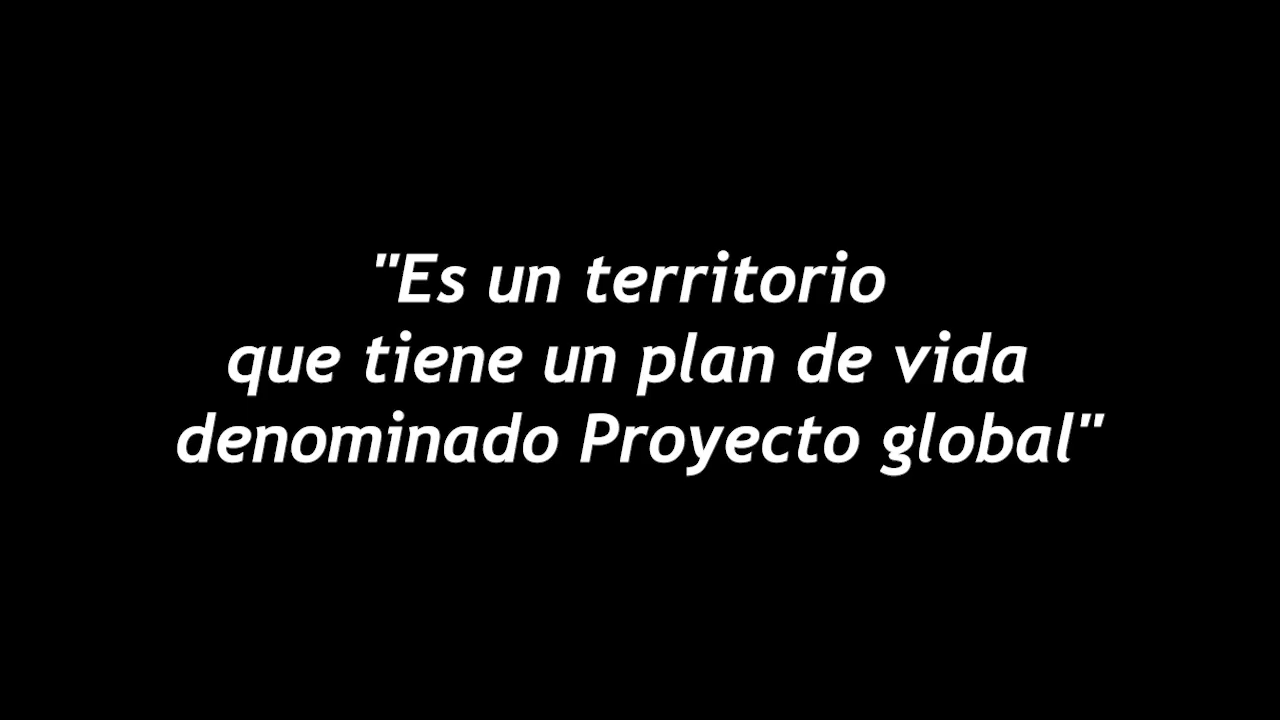 "Es un territorio
que tiene un plan de vida
denominado Proyecto global"